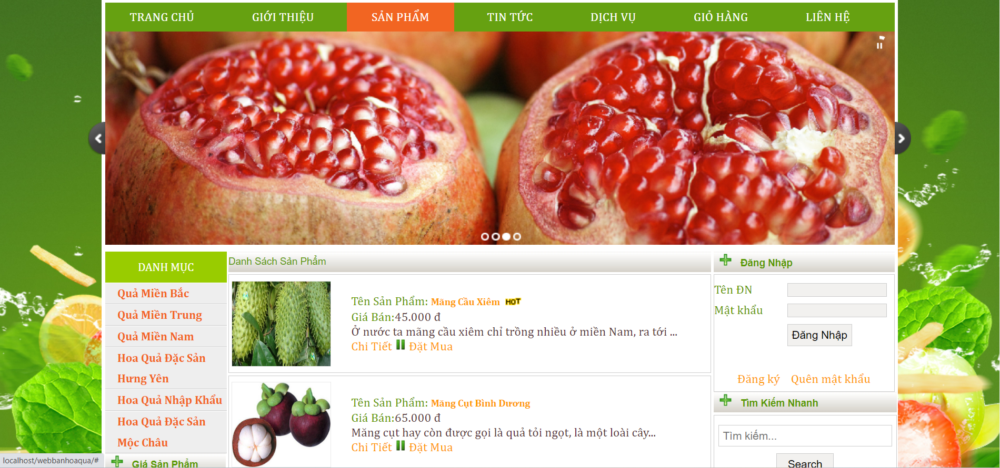 TRANG CHỦ GIỚI THIỆU SẢN PHẨM TIN TỨC DỊCH VỤ GIỎ HÀNG LIÊN HỆ
DANH MỤC
Quả Miền Bắc
Quả Miền Trung
Quả Miền Nam
Hoa Quả Đặc Sản
Hưng Yên
Hoa Quả Nhập Khẩu
Hoa Quả Đặc Sản
Mộc Châu
Giá Sản Phẩm
Danh Sách Sản Phẩm
Tên Sản Phẩm: Mãng Cầu Xiêm HOT
Giá Bán:45.000 đ
Ở nước ta mãng cầu xiêm chỉ trồng nhiều ở miền Nam, ra tới ...
Chi Tiết Đặt Mua
Tên Sản Phẩm: Măng Cụt Bình Dương
Giá Bán:65.000 đ
Măng cụt hay còn được gọi là quả tỏi ngọt, là một loài cây...
Chi Tiết Đặt Mua
Đăng Nhập
Tên ĐN
Mật khẩu
Đăng Nhập
Đăng ký Quên mật khẩu
Tìm Kiếm Nhanh
Tìm kiếm...
Search
localhost/webbanhoaqua/#